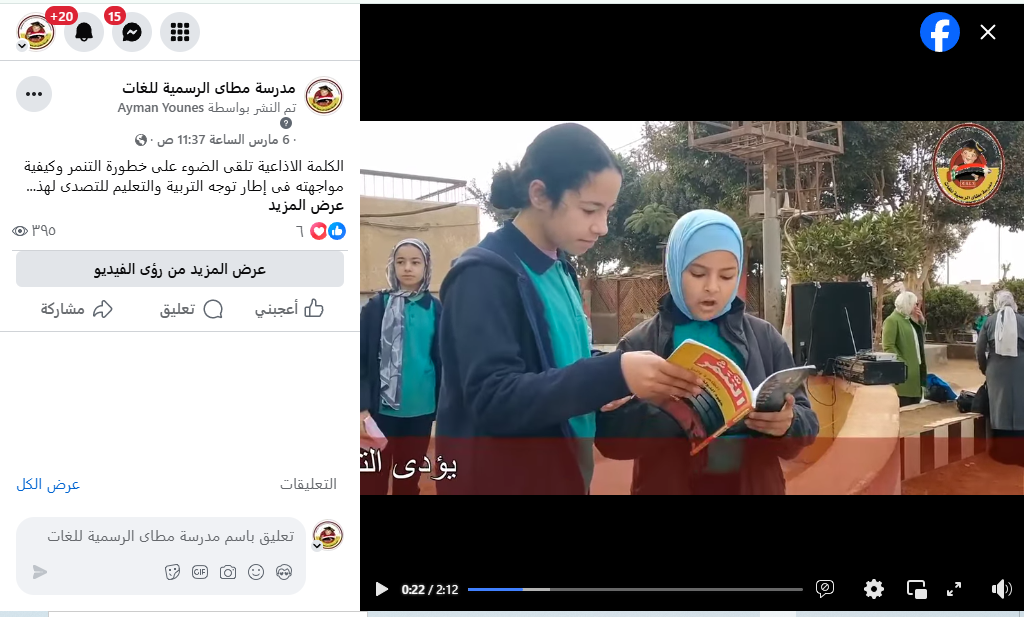 +20
15
مدرسة مطاى الرسمية للغات
تم النشر بواسطة Ayman Younes
· 6 مارس الساعة 11:37 ص ·
الكلمة الاذاعية تلقى الضوء على خطورة التنمر وكيفية
مواجهته فى إطار توجه التربية والتعليم للتصدى لهذ...
عرض المزيد
٦
٣٩٥
عرض المزيد من رؤى الفيديو
أعجبني
تعليق
مشاركة
التعليقات
عرض الكل
تعليق باسم مدرسة مطاى الرسمية للغات
GIF
التنمر
يؤدى الت
0:22 / 2:12